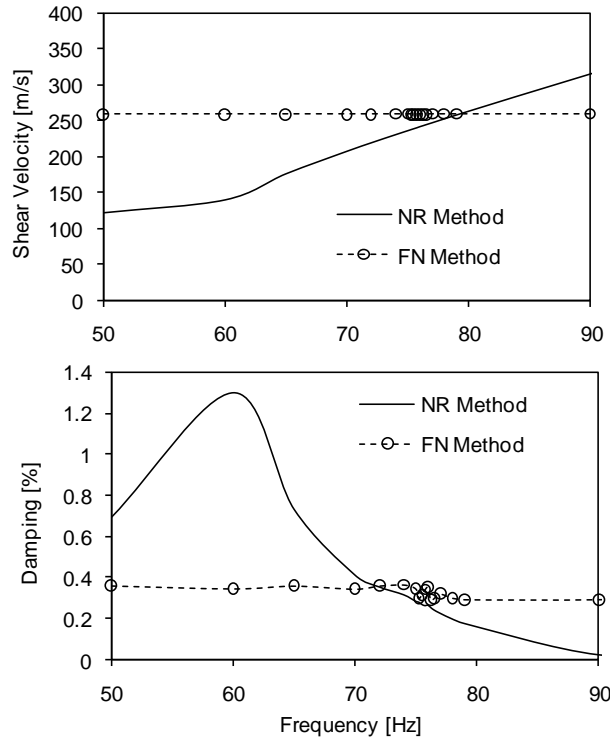 Shear Velocity [m/s]
400
350
300
250
200
150
100
50
0
NR Method
FN Method
50 60 70 80 90
Damping [%]
1.4
1.2
1
0.8
0.6
0.4
0.2
0
NR Method
FN Method
50 60 70 80 90
Frequency [Hz]